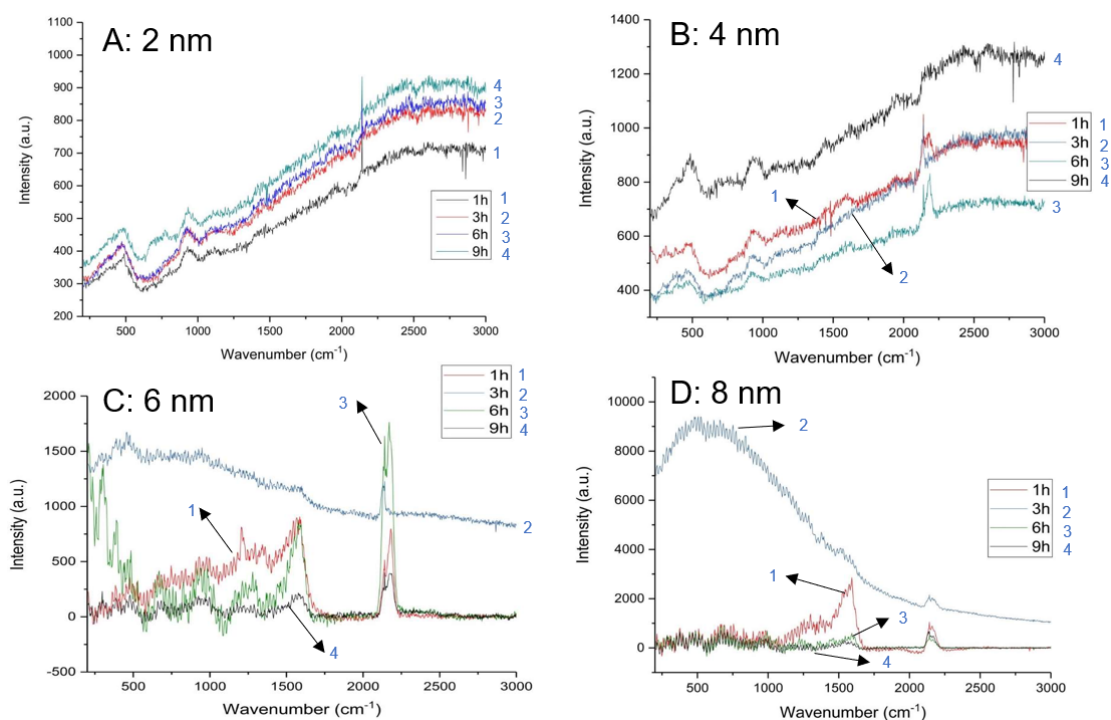 A: 2 nm
1100
1000
900
800
700
600
500
400
300
200
Intensity (a.u.)
500
1000
1500
2000
2500
3000
Wavenumber (cm-1)
4
3
2
1
1h 1
3h 2
6h 3
9h 4
B: 4 nm
1400
1200
1000
800
600
400
Intensity (a.u.)
500
1000
1500
2000
2500
3000
Wavenumber (cm-1)
4
1h 1
3h 2
6h 3
9h 4
1
3
2
C: 6 nm
2000
1500
1000
500
0
-500
Intensity (a.u.)
500
1000
1500
2000
2500
3000
Wavenumber (cm-1)
1h 1
3h 2
6h 3
9h 4
3
1
2
4
D: 8 nm
10000
8000
6000
4000
2000
0
Intensity (a.u.)
500
1000
1500
2000
2500
3000
Wavenumber (cm-1)
2
1h 1
3h 2
6h 3
9h 4
1
3
4